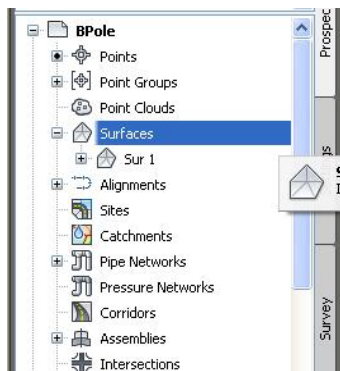 BPole
Points
Point Groups
Point Clouds
Surfaces
Sur 1
Alignments
Sites
Catchments
Pipe Networks
Pressure Networks
Corridors
Assemblies
Intersections
Prospec
Survey